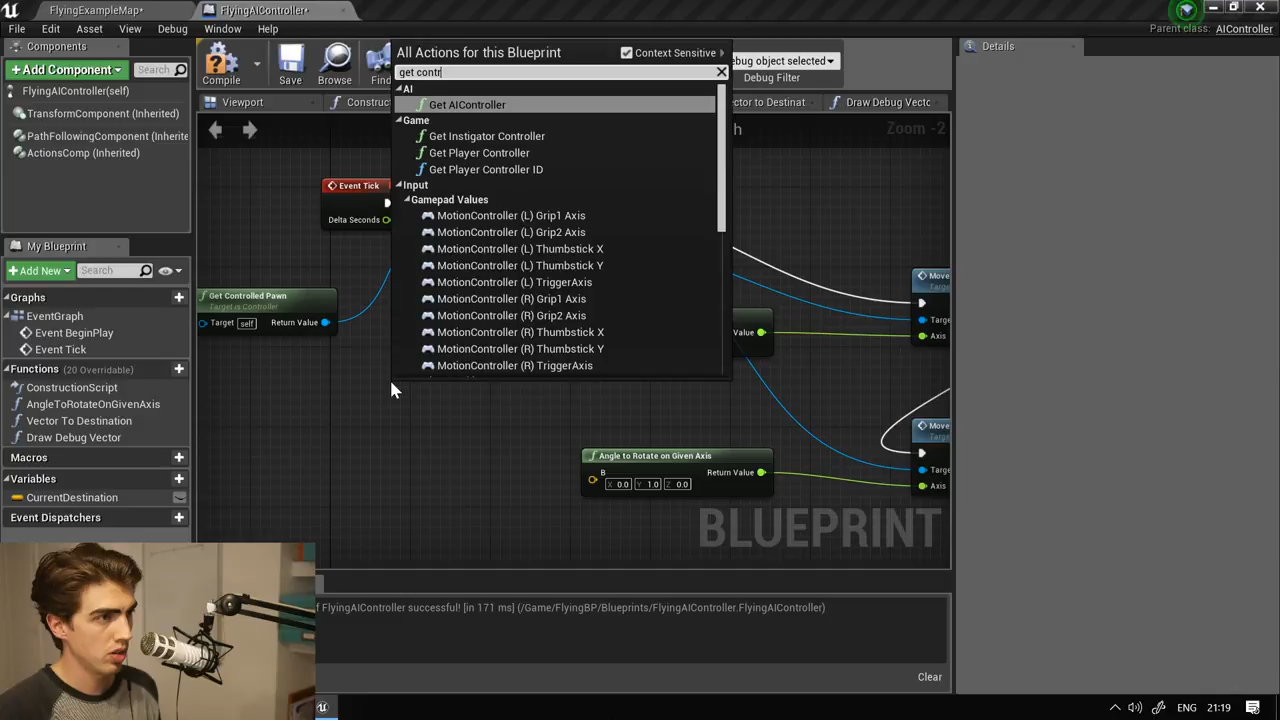 FlyingExampleMap*
FlyingAIController*
File
Edit
Asset
View
Debug
Window
Help
Parent class: AIController
Components
+ Add Component
Search
FlyingAIController(self)
TransformComponent (Inherited)
PathFollowingComponent (Inherite
ActionsComp (Inherited)
My Blueprint
+ Add New
Search
Graphs
EventGraph
Event BeginPlay
Event Tick
Functions (20 Overridable)
ConstructionScript
AngleToRotateOnGivenAxis
Vector To Destination
Draw Debug Vector
Macros
Variables
CurrentDestination
Event Dispatchers
Compile
Save
Browse
Find
Viewport
Construc
All Actions for this Blueprint
Context Sensitive
get contr
AI
Get AIController
Game
Get Instigator Controller
Get Player Controller
Get Player Controller ID
Input
Gamepad Values
MotionController (L) Grip1 Axis
MotionController (L) Grip2 Axis
MotionController (L) Thumbstick X
MotionController (L) Thumbstick Y
MotionController (L) TriggerAxis
MotionController (R) Grip1 Axis
MotionController (R) Grip2 Axis
MotionController (R) Thumbstick X
MotionController (R) Thumbstick Y
MotionController (R) TriggerAxis
ebug object selected
Debug Filter
ector to Destinat
Draw Debug Vectc
h
Zoom -2
Event Tick
Delta Seconds
Get Controlled Pawn
Target is Controller
Target self
Return Value
Value
Move
Targe
Axis
Angle to Rotate on Given Axis
B
X 0.0 Y 1.0 Z 0.0
Return Value
Move
Targe
Axis
BLUEPRINT
f FlyingAIController successful! [in 171 ms] (/Game/FlyingBP/Blueprints/FlyingAIController.FlyingAIController)
Clear
Details
ENG
21:19